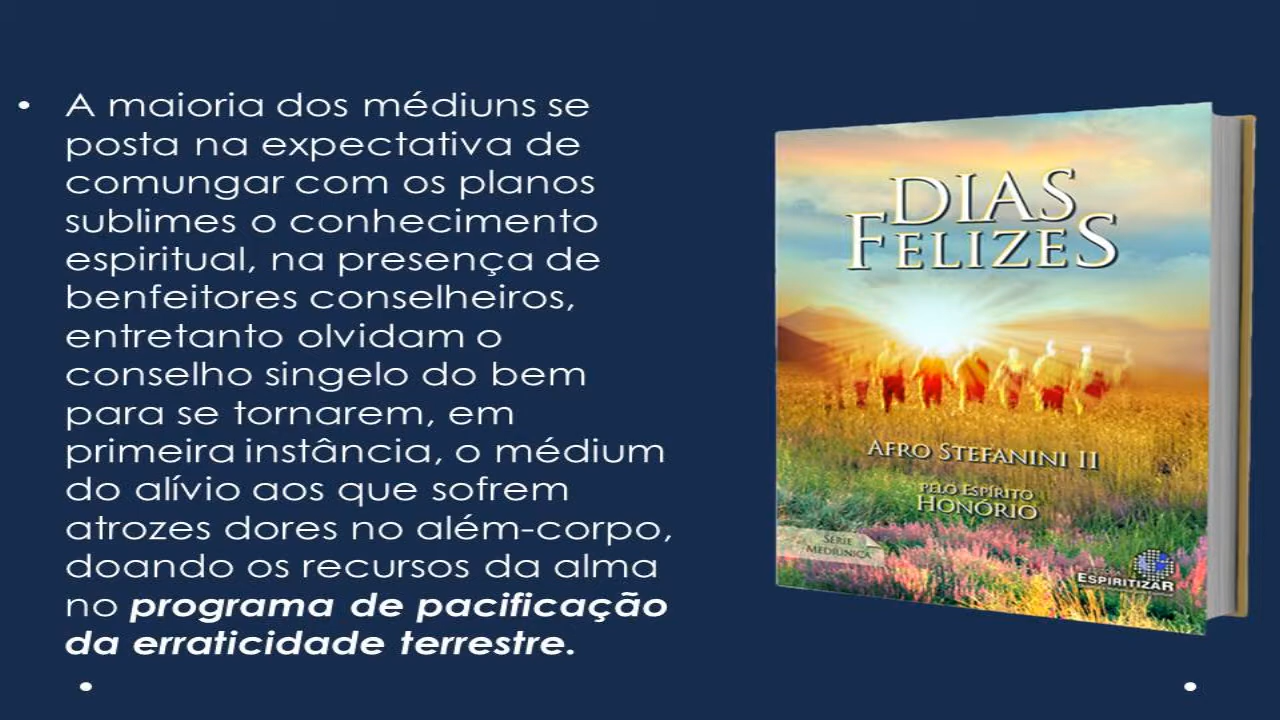 • A maioria dos médiuns se
posta na expectativa de
comungar com os planos
sublimes o conhecimento
espiritual, na presença de
benfeitores conselheiros,
entretanto olvidam o
conselho singelo do bem
para se tornarem, em
primeira instância, o médium
do alívio aos que sofrem
atrozes dores no além-corpo,
doando os recursos da alma
no programa de pacificação
da erraticidade terrestre.
DIAS
FELIZES
AFRO STEFANINI II
PELO ESPÍRITO
HONÓRIO
SÉRIE
MEDIÚNICA
ESPIRITIZAR